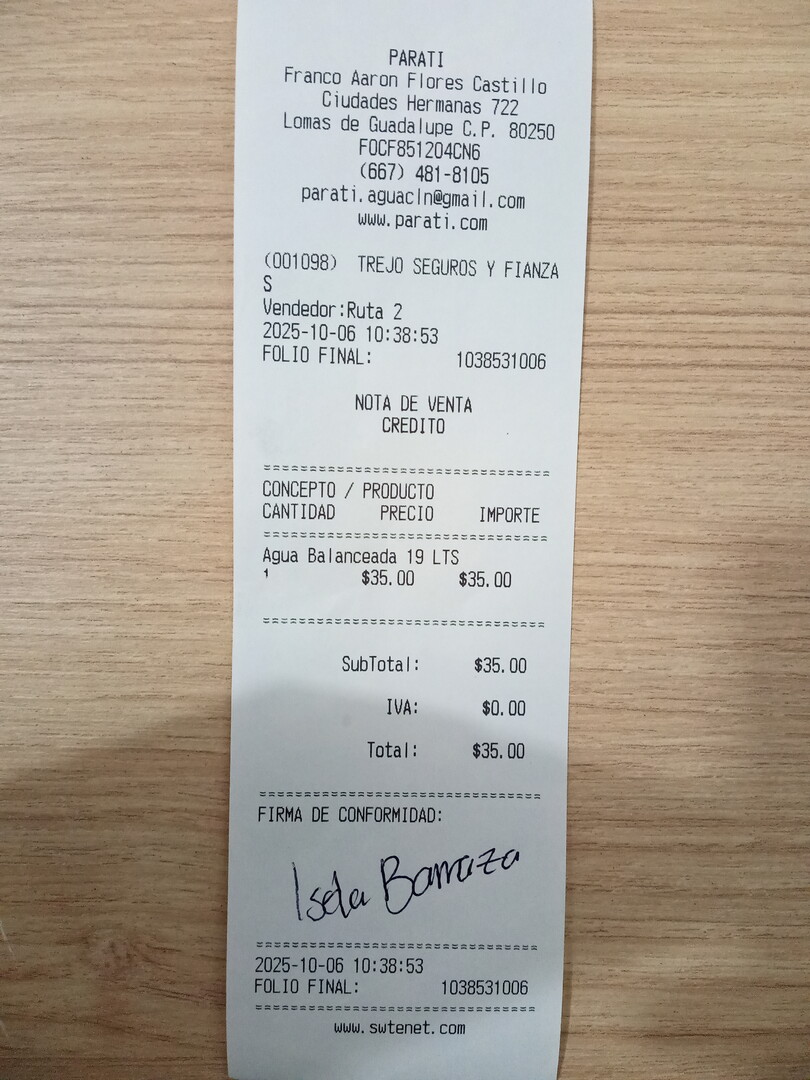 PARATI
Franco Aaron Flores Castillo
Ciudades Hermanas 722
Lomas de Guadalupe C.P. 80250
FOCF851204CN6
(667) 481-8105
parati.aguacln@gmail.com
www.parati.com
(001098) TREJO SEGUROS Y FIANZA
S
Vendedor:Ruta 2
2025-10-06 10:38:53
FOLIO FINAL: 1038531006
NOTA DE VENTA
CREDITO
================================
CONCEPTO / PRODUCTO
CANTIDAD PRECIO IMPORTE
================================
Agua Balanceada 19 LTS
1 $35.00 $35.00
================================
SubTotal: $35.00
IVA: $0.00
Total: $35.00
================================
FIRMA DE CONFORMIDAD:
Isela Barraza
================================
2025-10-06 10:38:53
FOLIO FINAL: 1038531006
================================
www.swtenet.com